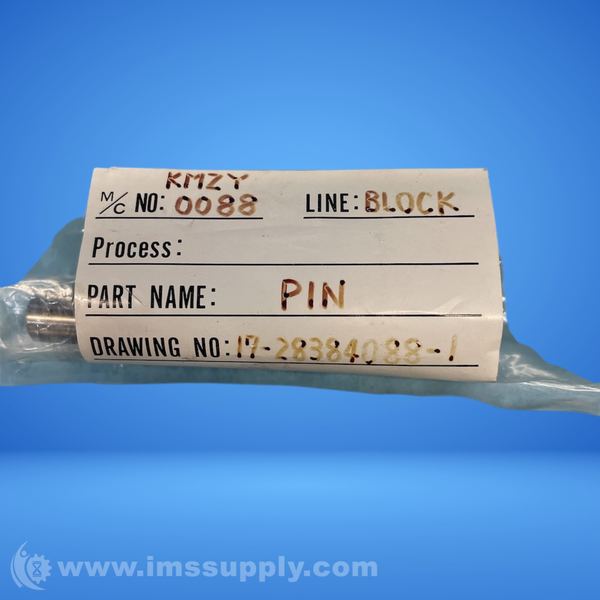 KMZY
M/C NO: 0088 LINE: BLOCK
Process:
PART NAME: PIN
DRAWING NO: 17-28384088-1
www.imssupply.com